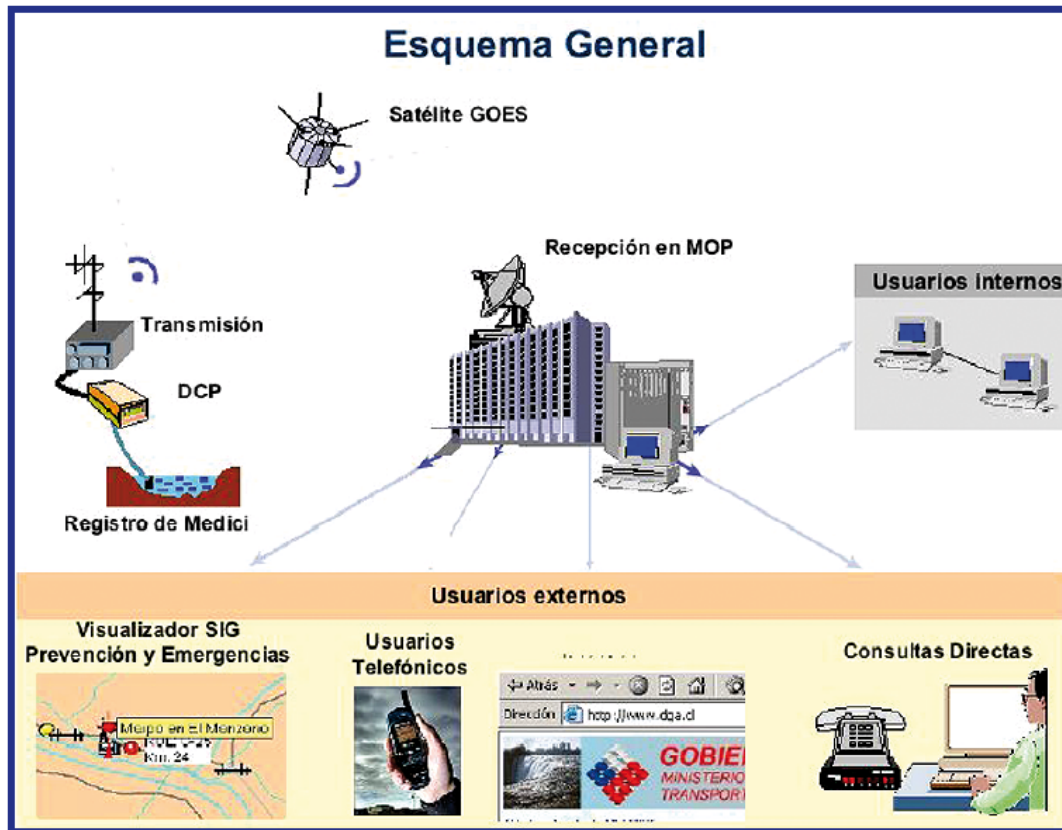 Esquema General
Satélite GOES
Recepción en MOP
Usuarios internos
Transmisión
DCP
Registro de Medici
Usuarios externos
Visualizador SIG
Prevención y Emergencias
Usuarios
Telefónicos
Consultas Directas
Maipo en El Manzano
Km. 24
Atrás
Dirección http://www.dga.cl
GOBIE
MINISTERIO
TRANSPORT